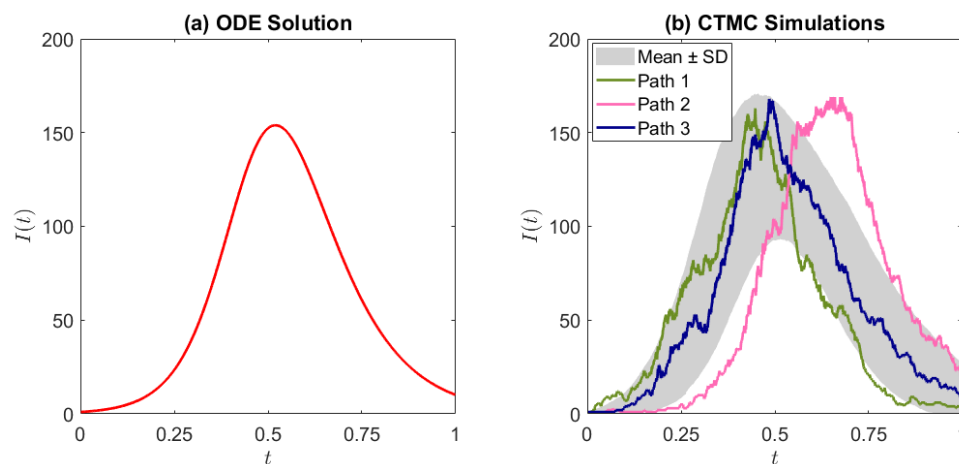 (a) ODE Solution
200
150
100
50
0
I(t)
0 0.25 0.5 0.75 1
t
(b) CTMC Simulations
Mean ± SD
Path 1
Path 2
Path 3
200
150
100
50
0
I(t)
0 0.25 0.5 0.75 1
t